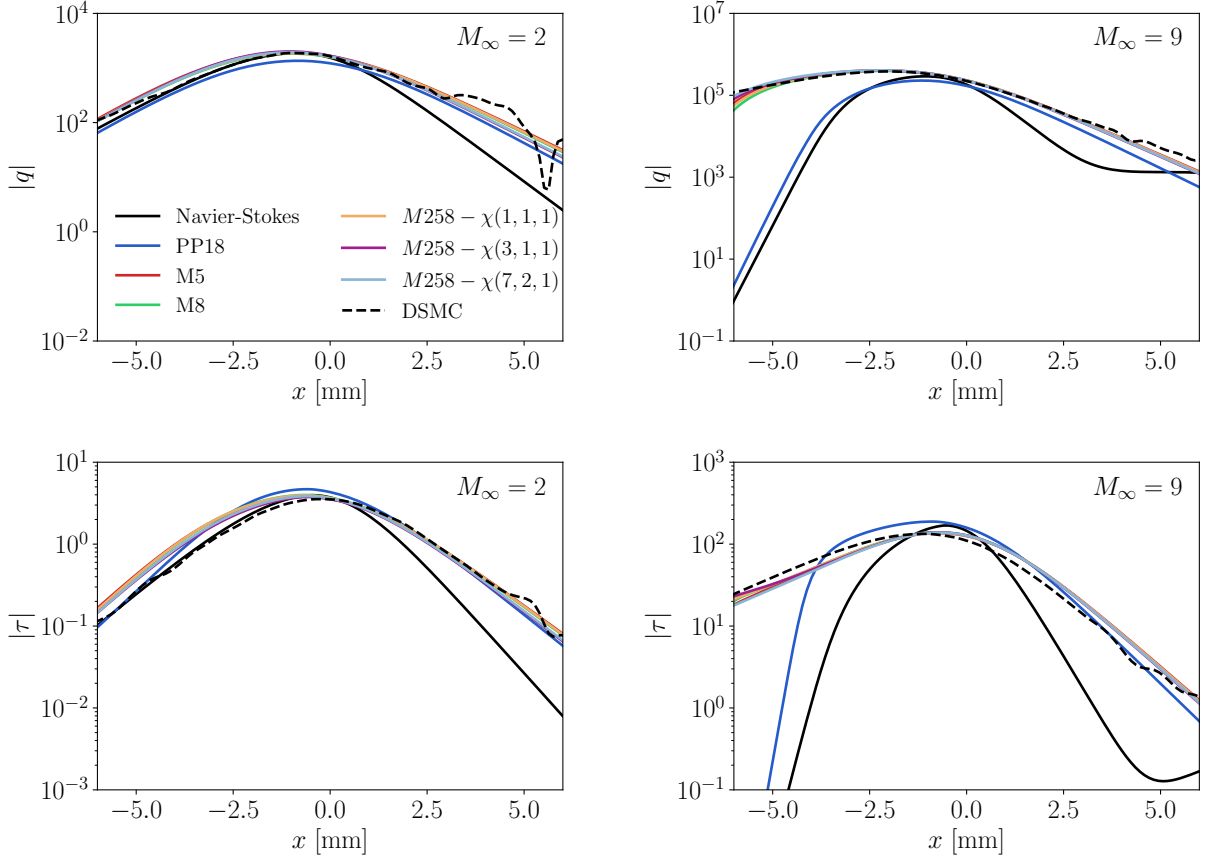 10^4
10^2
10^0
10^{-2}
|q|
M_∞ = 2
Navier-Stokes
PP18
M5
M8
M258 − χ(1, 1, 1)
M258 − χ(3, 1, 1)
M258 − χ(7, 2, 1)
DSMC
−5.0 −2.5 0.0 2.5 5.0
x [mm]
10^7
10^5
10^3
10^1
10^{-1}
|q|
M_∞ = 9
−5.0 −2.5 0.0 2.5 5.0
x [mm]
10^1
10^0
10^{-1}
10^{-2}
10^{-3}
|τ|
M_∞ = 2
−5.0 −2.5 0.0 2.5 5.0
x [mm]
10^3
10^2
10^1
10^0
10^{-1}
|τ|
M_∞ = 9
−5.0 −2.5 0.0 2.5 5.0
x [mm]